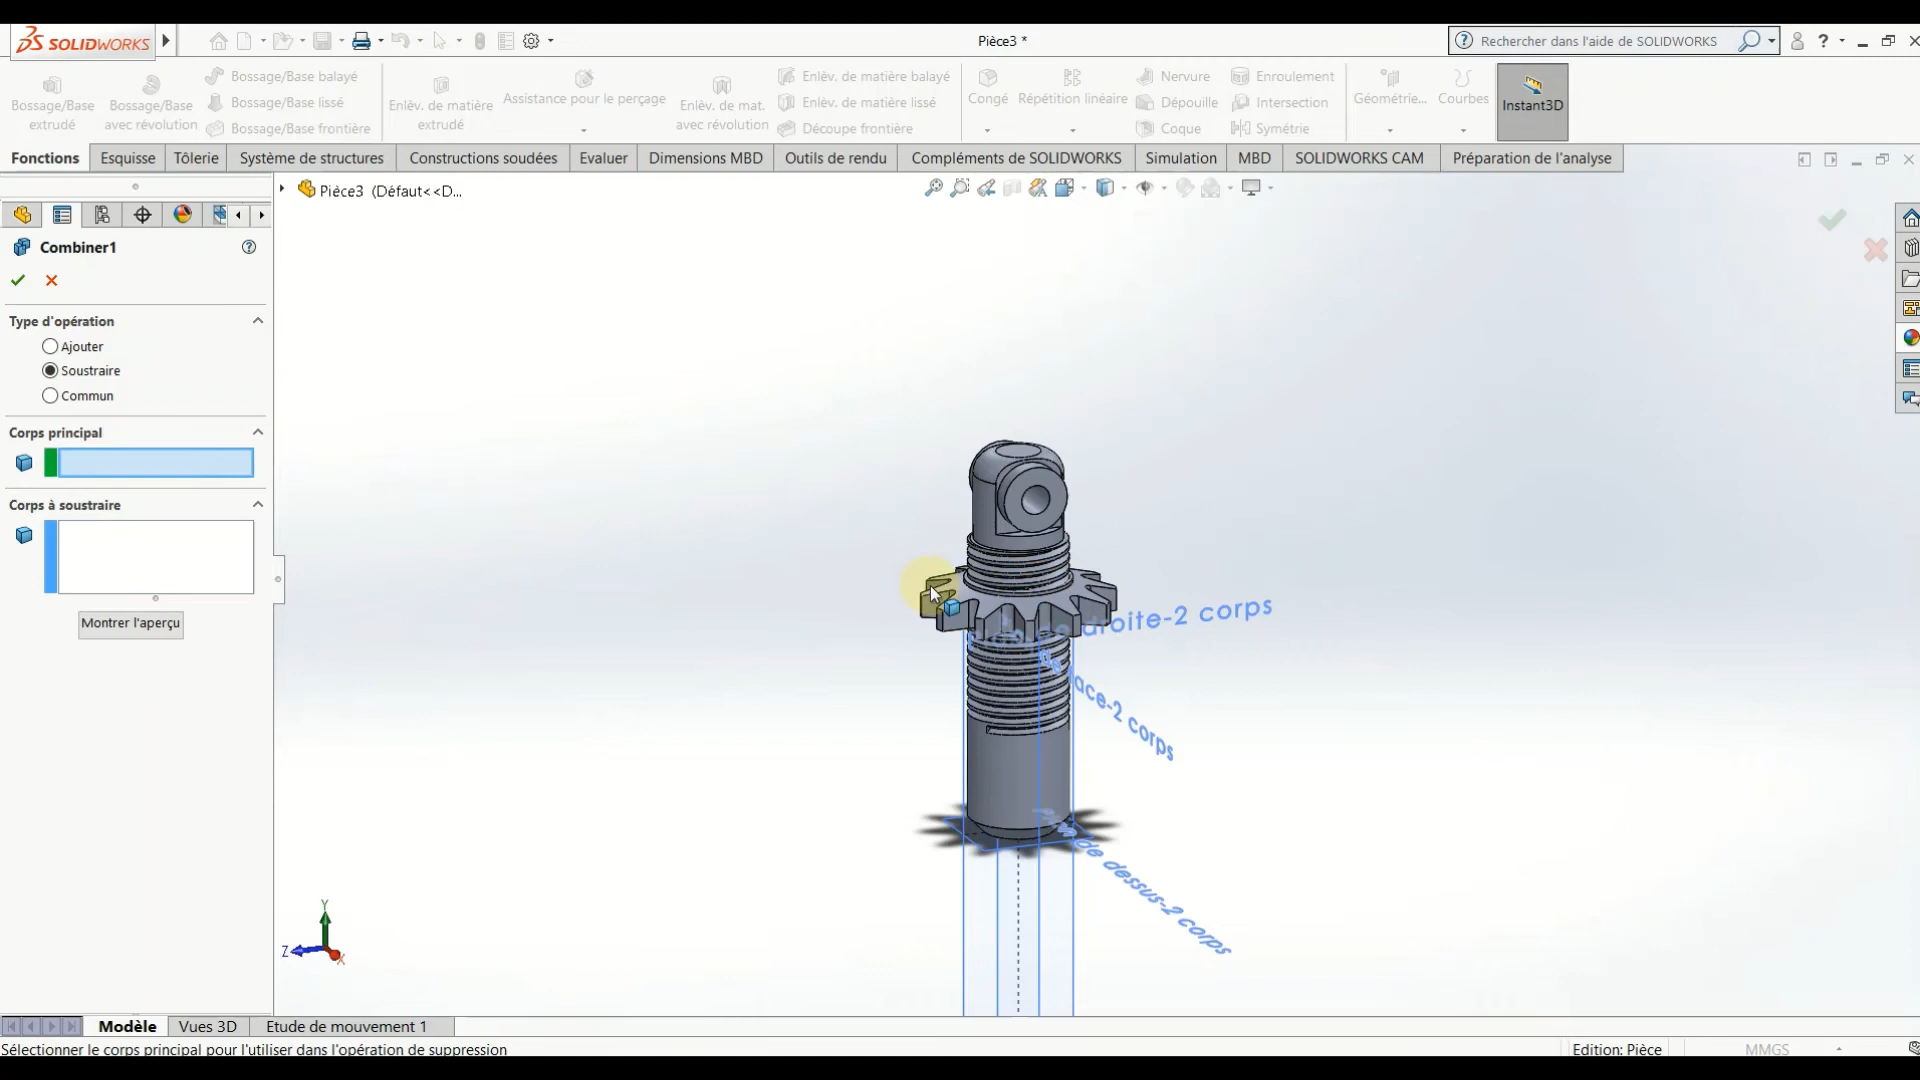 SOLIDWORKS
Pièce3 *
Rechercher dans l'aide de SOLIDWORKS
Bossage/Base extrudé
Bossage/Base avec révolution
Bossage/Base balayé
Bossage/Base lissé
Bossage/Base frontière
Enlèv. de matière extrudé
Assistance pour le perçage
Enlèv. de mat. avec révolution
Enlèv. de matière balayé
Enlèv. de matière lissé
Découpe frontière
Congé
Répétition linéaire
Nervure
Dépouille
Coque
Enroulement
Intersection
Symétrie
Géométrie...
Courbes
Instant3D
Fonctions
Evaluer
Tôlerie
Système de structures
Constructions soudées
Esquisse
Dimensions MBD
Outils de rendu
Compléments de SOLIDWORKS
Simulation
MBD
SOLIDWORKS CAM
Préparation de l'analyse
Pièce3 (Défaut<<D...
Combiner1
Type d'opération
Ajouter
Soustraire
Commun
Corps principal
Corps à soustraire
Montrer l'aperçu
droite-2 corps
face-2 corps
de dessus-2 corps
Y
Z
X
Modèle
Vues 3D
Etude de mouvement 1
Sélectionner le corps principal pour l'utiliser dans l'opération de suppression
Edition: Pièce
MMGS